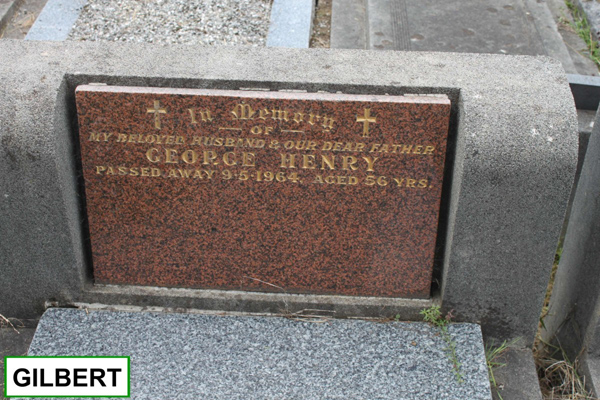 In Memory
OF
MY BELOVED HUSBAND & OUR DEAR FATHER
GEORGE HENRY
PASSED AWAY 9·5·1964. AGED 56 YRS.
GILBERT